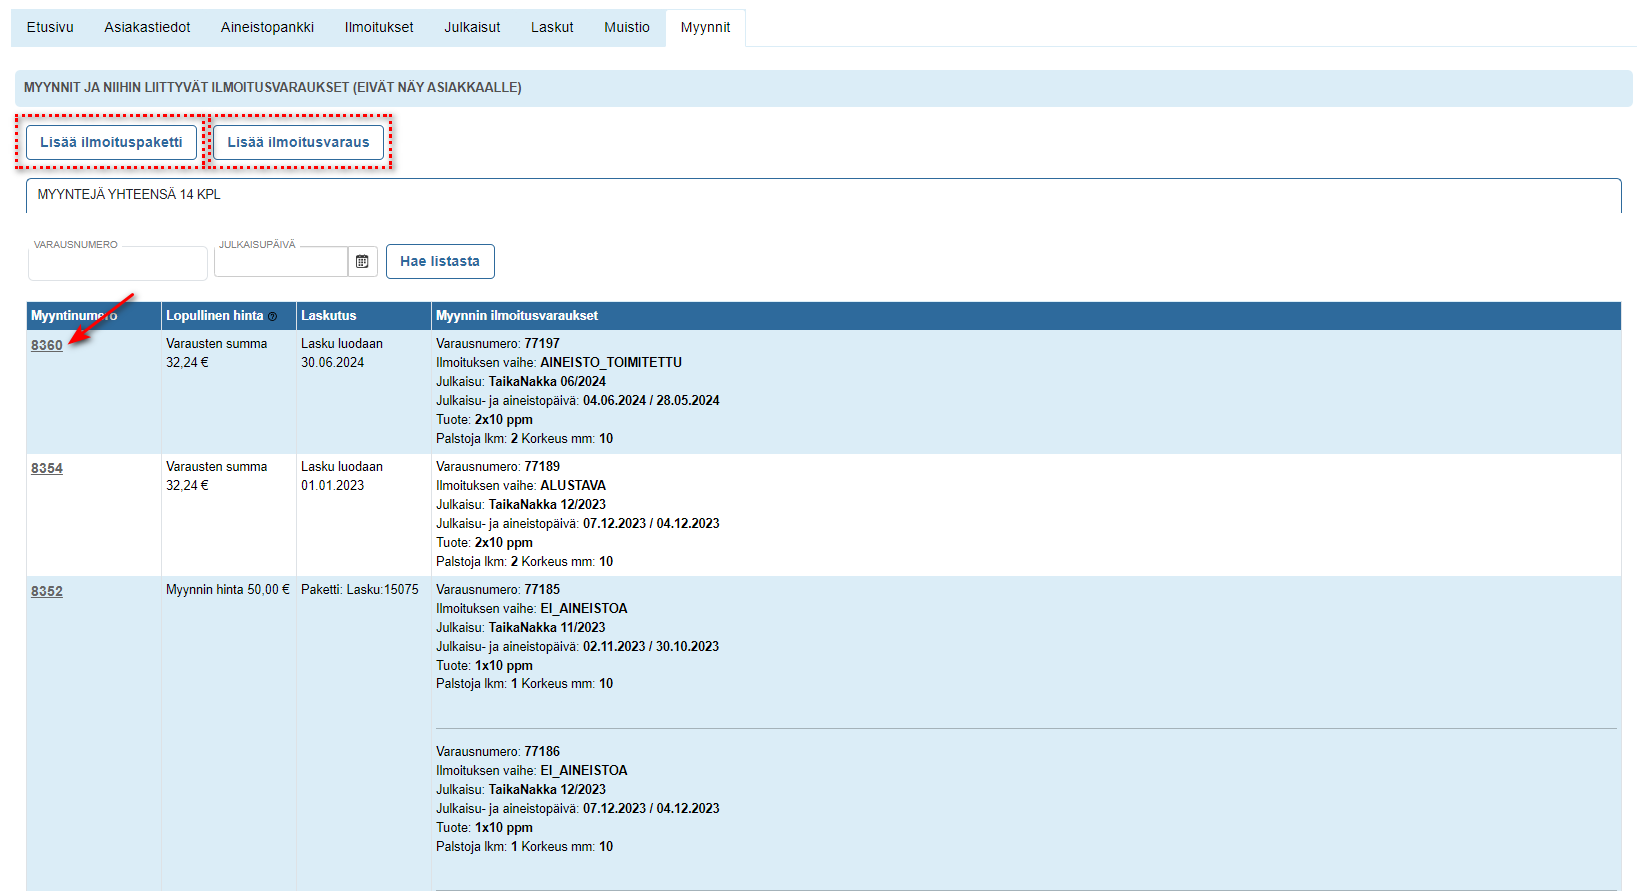 Etusivu Asiakastiedot Aineistopankki Ilmoitukset Julkaisut Laskut Muistio Myynnit
MYYNNIT JA NIIHIN LIITTYVÄT ILMOITUSVARAUKSET (EIVÄT NÄY ASIAKKAALLE)
Lisää ilmoituspaketti Lisää ilmoitusvaraus
MYYNTEJÄ YHTEENSÄ 14 KPL
VARAUSNUMERO JULKAISUPÄIVÄ
Hae listasta
Myyntinumero Lopullinen hinta Laskutus Myynnin ilmoitusvaraukset
8360 Varausten summa Lasku luodaan Varausnumero: 77197
32,24 € 30.06.2024 Ilmoituksen vaihe: AINEISTO_TOIMITETTU
Julkaisu: TaikaNakka 06/2024
Julkaisu- ja aineistopäivä: 04.06.2024 / 28.05.2024
Tuote: 2x10 ppm
Palstoja lkm: 2 Korkeus mm: 10
8354 Varausten summa Lasku luodaan Varausnumero: 77189
32,24 € 01.01.2023 Ilmoituksen vaihe: ALUSTAVA
Julkaisu: TaikaNakka 12/2023
Julkaisu- ja aineistopäivä: 07.12.2023 / 04.12.2023
Tuote: 2x10 ppm
Palstoja lkm: 2 Korkeus mm: 10
8352 Myynnin hinta 50,00 € Paketti: Lasku:15075 Varausnumero: 77185
Ilmoituksen vaihe: EI_AINEISTOA
Julkaisu: TaikaNakka 11/2023
Julkaisu- ja aineistopäivä: 02.11.2023 / 30.10.2023
Tuote: 1x10 ppm
Palstoja lkm: 1 Korkeus mm: 10
Varausnumero: 77186
Ilmoituksen vaihe: EI_AINEISTOA
Julkaisu: TaikaNakka 12/2023
Julkaisu- ja aineistopäivä: 07.12.2023 / 04.12.2023
Tuote: 1x10 ppm
Palstoja lkm: 1 Korkeus mm: 10